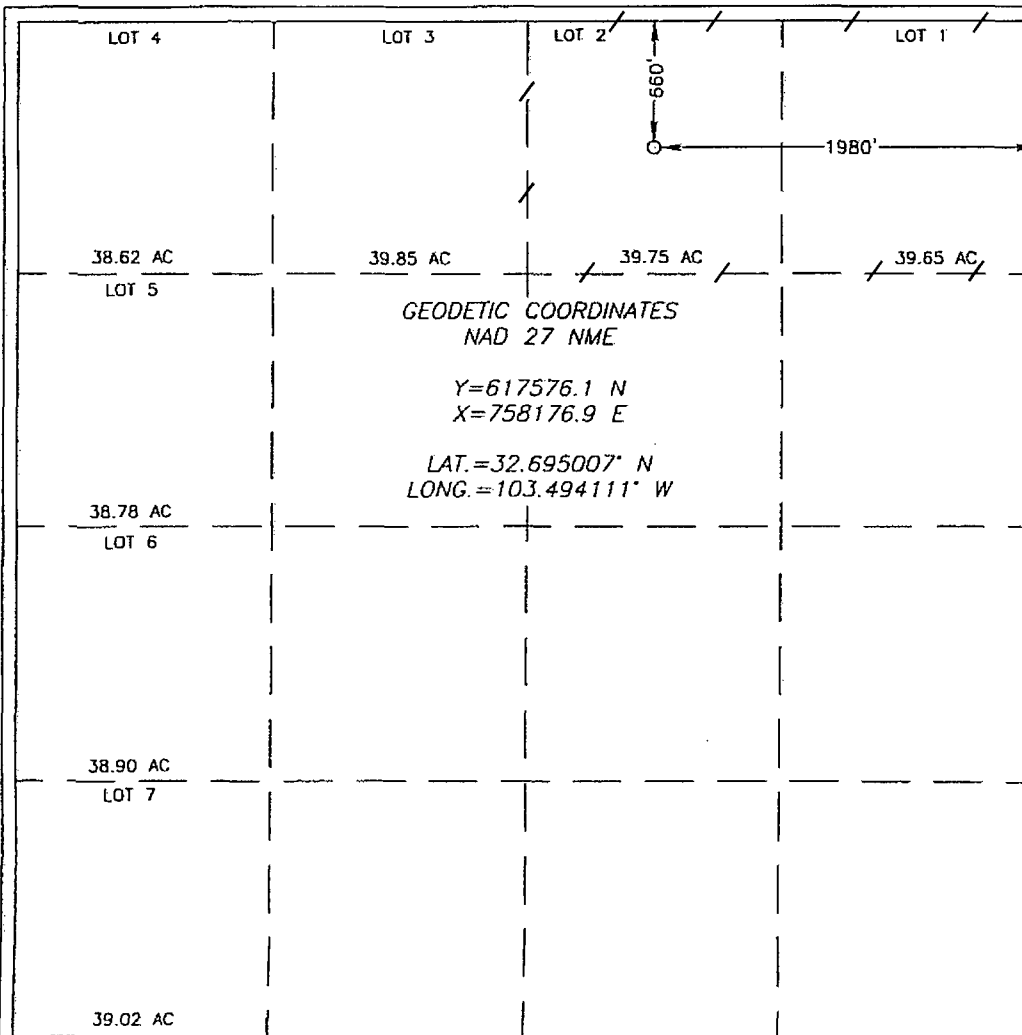 LOT 4
LOT 3
LOT 2
LOT 1
660'
1980'
38.62 AC
39.85 AC
39.75 AC
39.65 AC
LOT 5
GEODETIC COORDINATES
NAD 27 NME
Y=617576.1 N
X=758176.9 E
LAT.=32.695007° N
LONG.=103.494111° W
38.78 AC
LOT 6
38.90 AC
LOT 7
39.02 AC